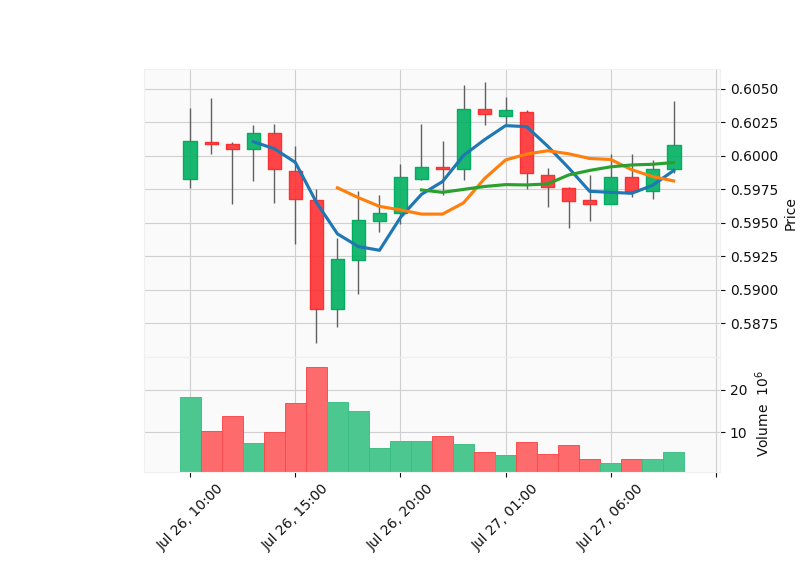 0.6050
0.6025
0.6000
0.5975
0.5950
0.5925
0.5900
0.5875
Price
20
10
Volume 10⁶
Jul 26, 10:00
Jul 26, 15:00
Jul 26, 20:00
Jul 27, 01:00
Jul 27, 06:00